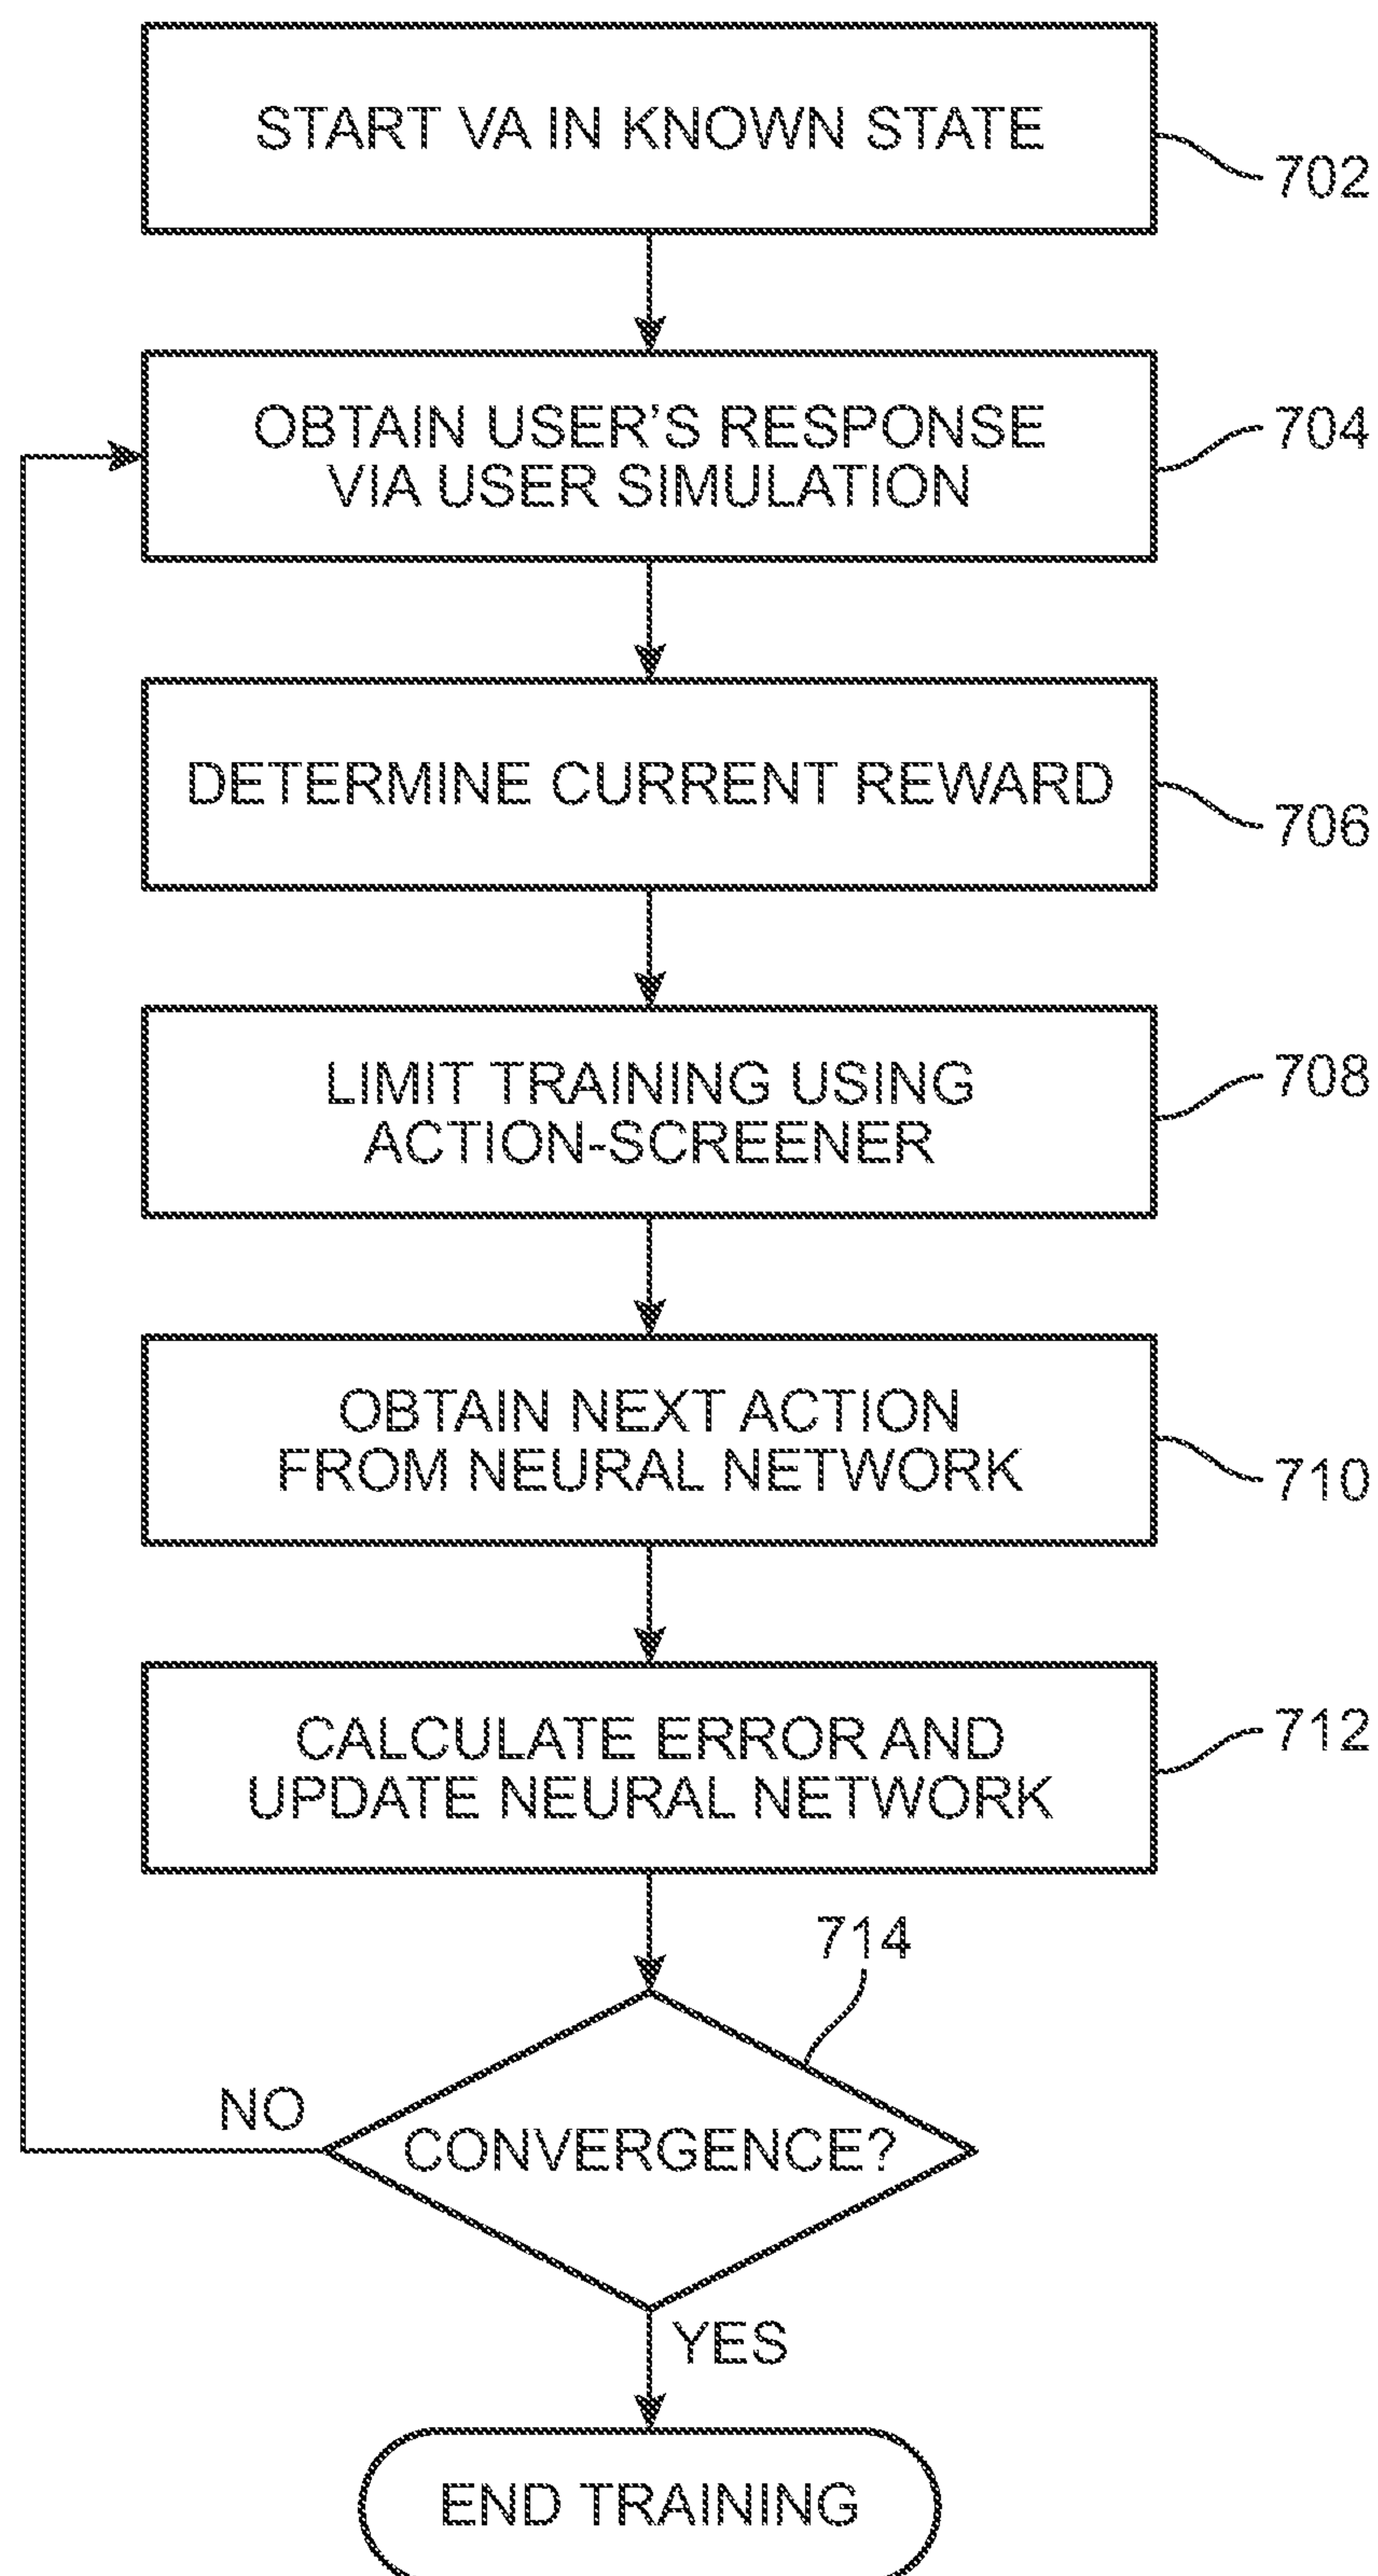 START VA IN KNOWN STATE
702
OBTAIN USER'S RESPONSE
VIA USER SIMULATION
704
DETERMINE CURRENT REWARD
706
LIMIT TRAINING USING
ACTION-SCREENER
708
OBTAIN NEXT ACTION
FROM NEURAL NETWORK
710
CALCULATE ERROR AND
UPDATE NEURAL NETWORK
712
714
NO
CONVERGENCE?
YES
END TRAINING